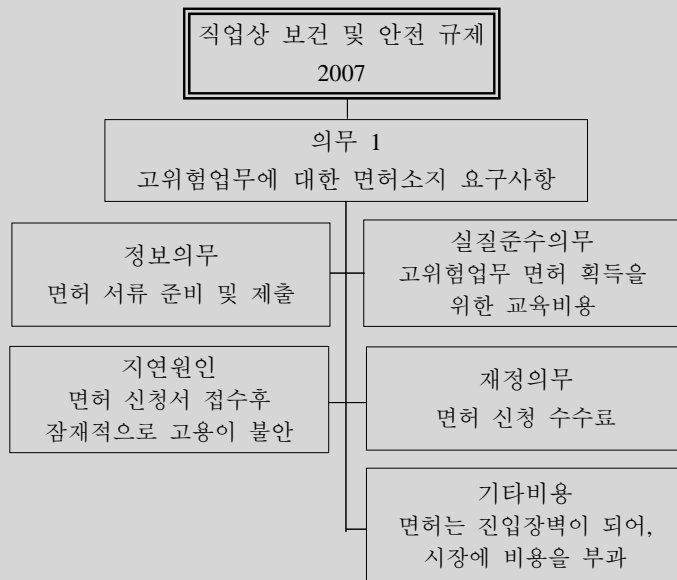 직업상 보건 및 안전 규제
2007
의무 1
고위험업무에 대한 면허소지 요구사항
정보의무
면허 서류 준비 및 제출
실질준수의무
고위험업무 면허 획득을
위한 교육비용
지연원인
면허 신청서 접수후
잠재적으로 고용이 불안
재정의무
면허 신청 수수료
기타비용
면허는 진입장벽이 되어,
시장에 비용을 부과